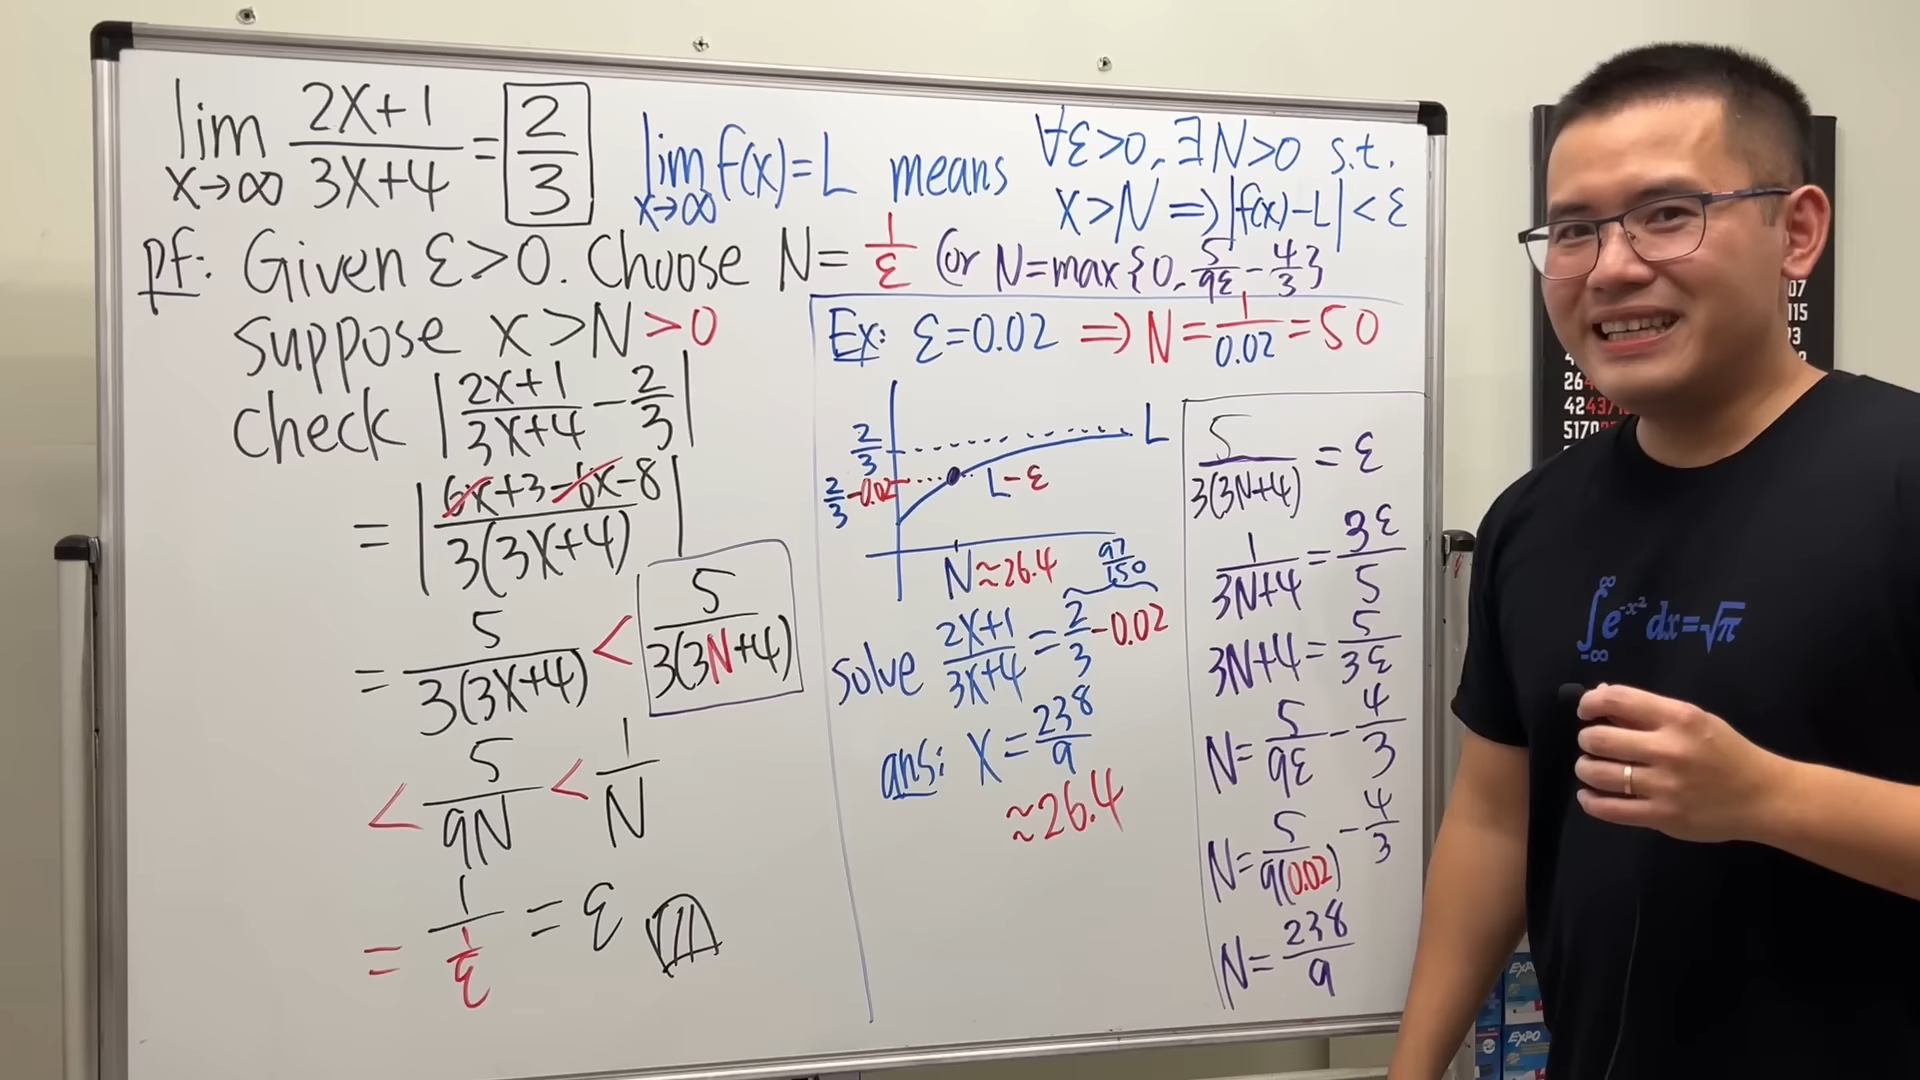 lim x→∞ (2x+1)/(3x+4) = 2/3
lim x→∞ f(x)=L means ∀ε>0, ∃N>0 s.t.
x>N ⇒ |f(x)-L| < ε
pf: Given ε>0. Choose N= 1/ε (or N=max{0, 5/9ε - 4/3}
suppose x>N>0
check |(2x+1)/(3x+4) - 2/3|
= |(6x+3-6x-8)/(3(3x+4))|
= 5/(3(3x+4)) < 5/(3(3N+4))
< 5/9N < 1/N
= 1/(1/ε) = ε
Ex: ε=0.02 ⇒ N= 1/0.02 = 50
2/3
L
2/3 -0.02
L-ε
N≈26.4
97/150
solve (2x+1)/(3x+4) = 2/3 -0.02
ans: x= 238/9
≈26.4
5/(3(3N+4)) = ε
1/(3N+4) = 3ε/5
3N+4= 5/3ε
N= 5/9ε - 4/3
N= 5/9(0.02) - 4/3
N= 238/9
∫_-∞^∞ e^-x² dx=√π
07
115
5170
EXPO
EXPO